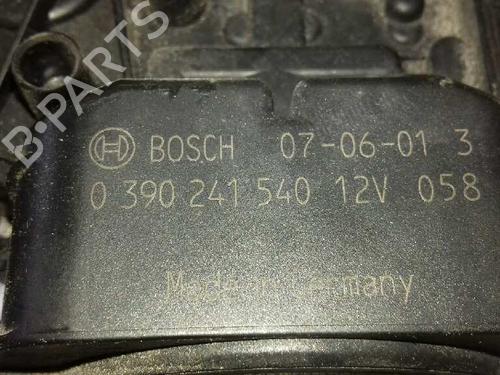 BOSCH 07-06-01 3
0 390 241 540 12V 058
Made in Germany
B-PARTS